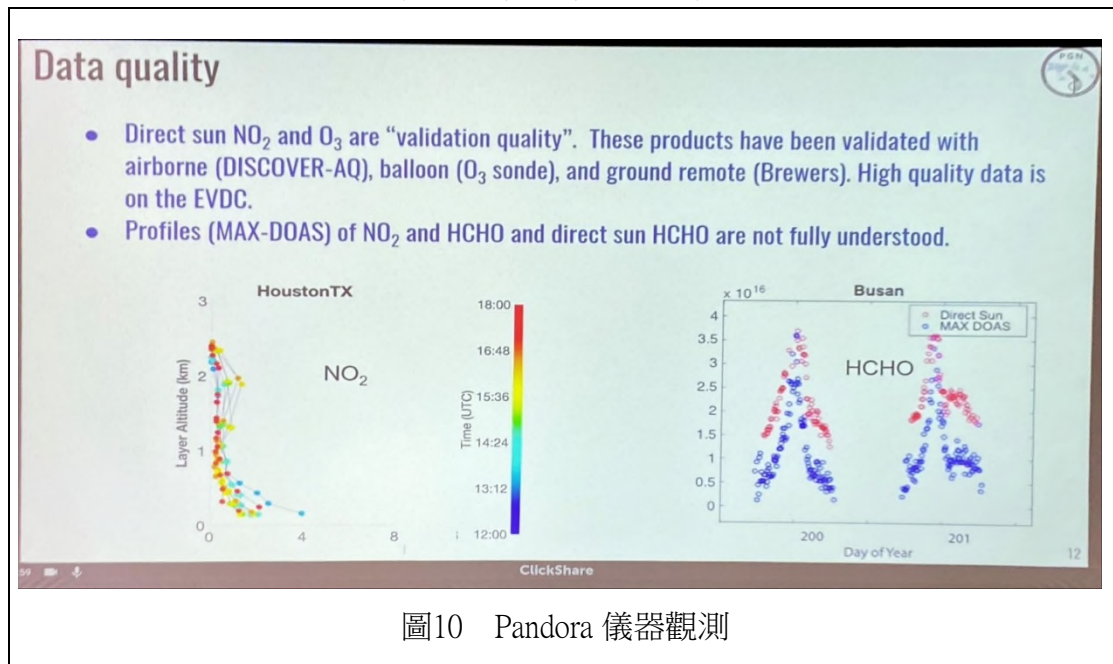 Data quality
PGN
• Direct sun NO₂ and O₃ are “validation quality”. These products have been validated with
airborne (DISCOVER-AQ), balloon (O₃ sonde), and ground remote (Brewers). High quality data is
on the EVDC.
• Profiles (MAX-DOAS) of NO₂ and HCHO and direct sun HCHO are not fully understood.
HoustonTX
3
2
1
0
Layer Altitude (km)
NO₂
0
4
8
18:00
16:48
15:36
14:24
13:12
12:00
Time (UTC)
x 10¹⁶
Busan
4
3.5
3
2.5
2
1.5
1
0.5
0
Direct Sun
MAX DOAS
HCHO
200
201
Day of Year
12
59
ClickShare
圖10 Pandora 儀器觀測